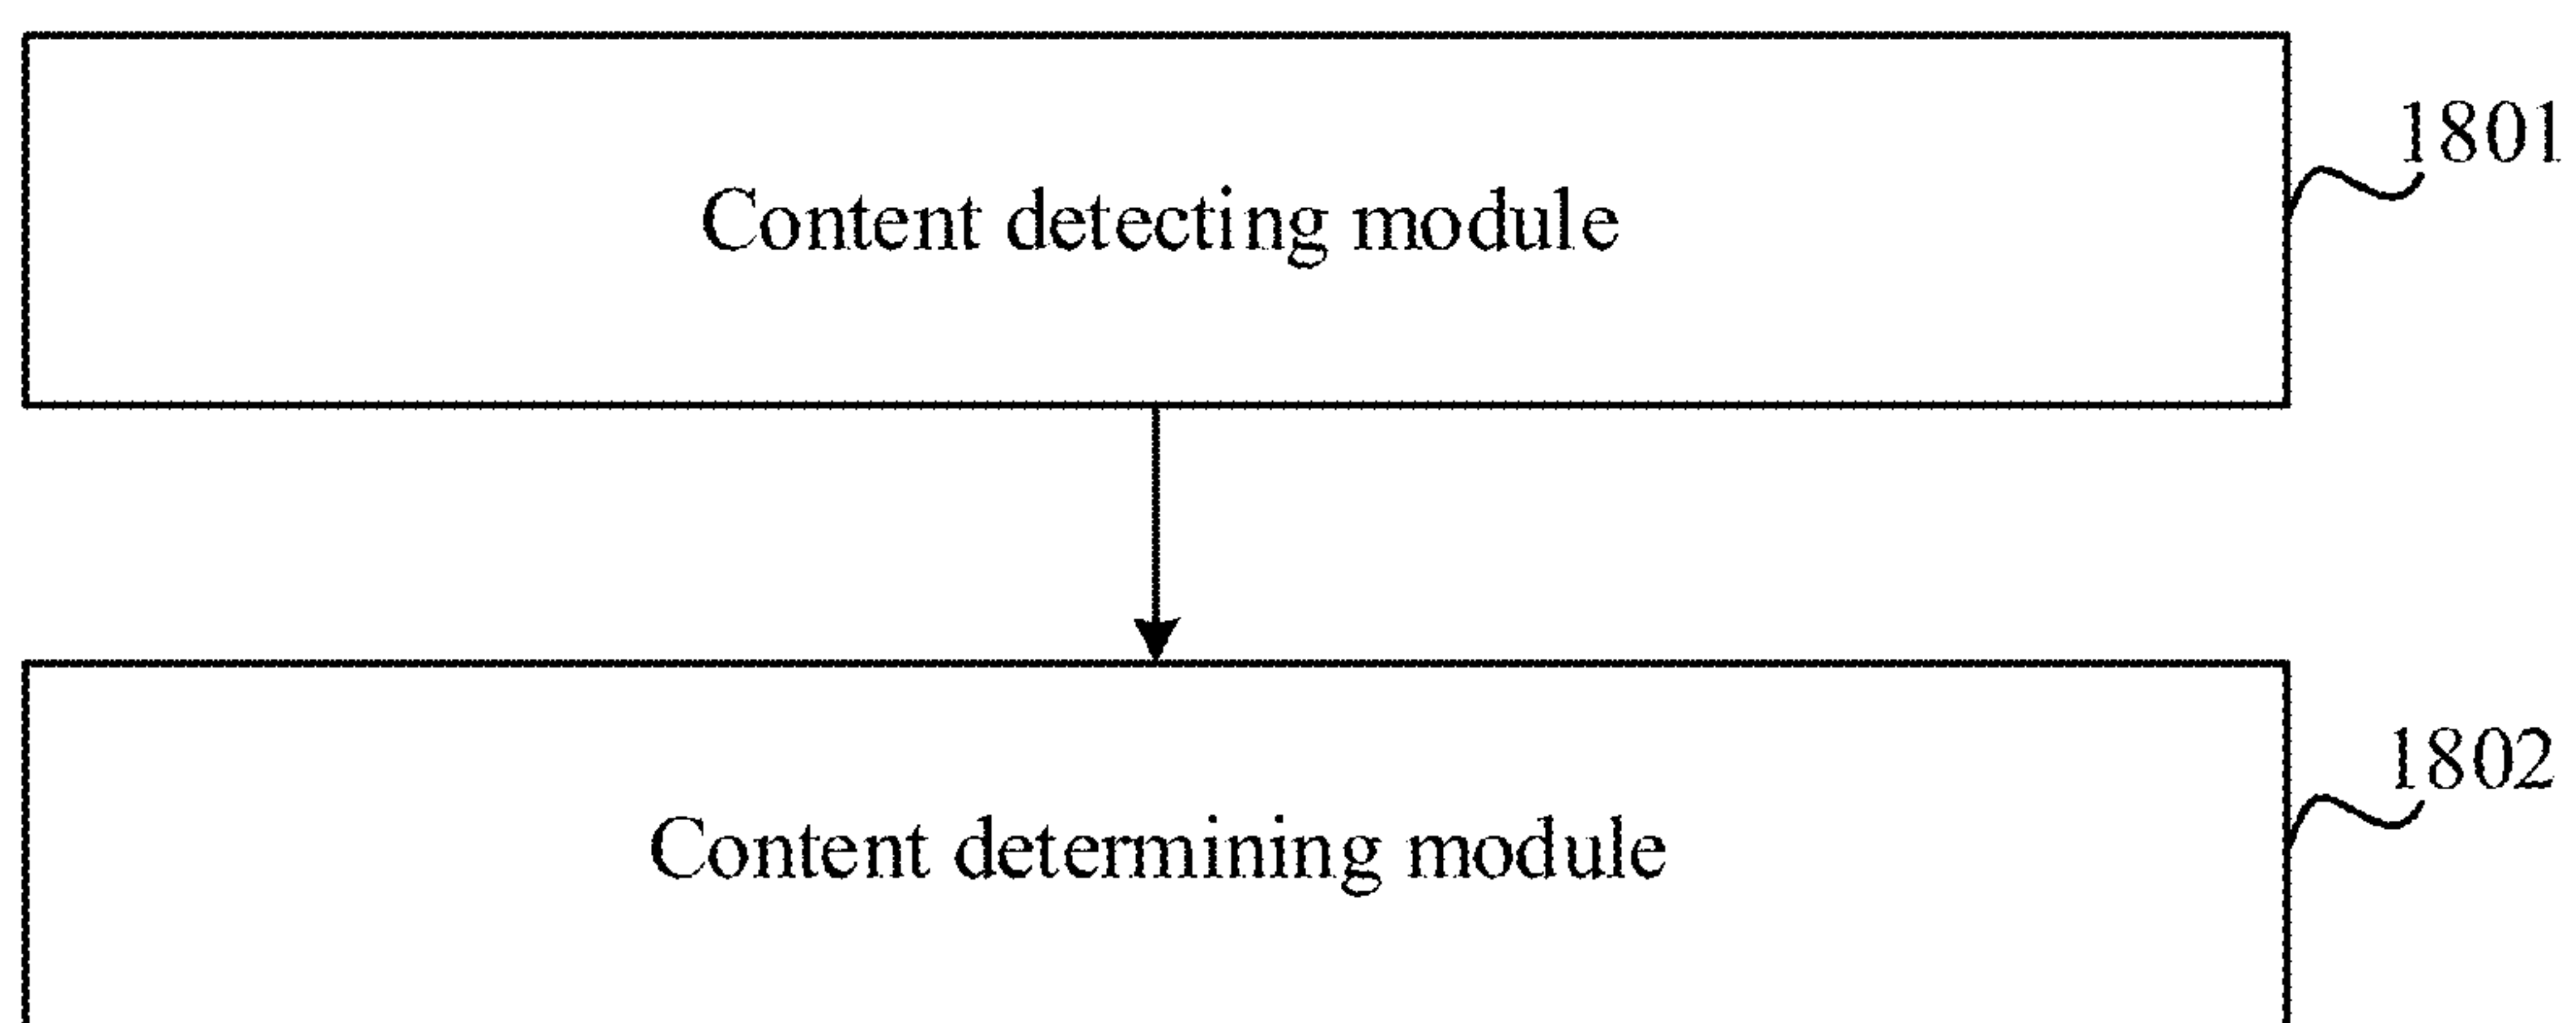 1801
Content detecting module
1802
Content determining module